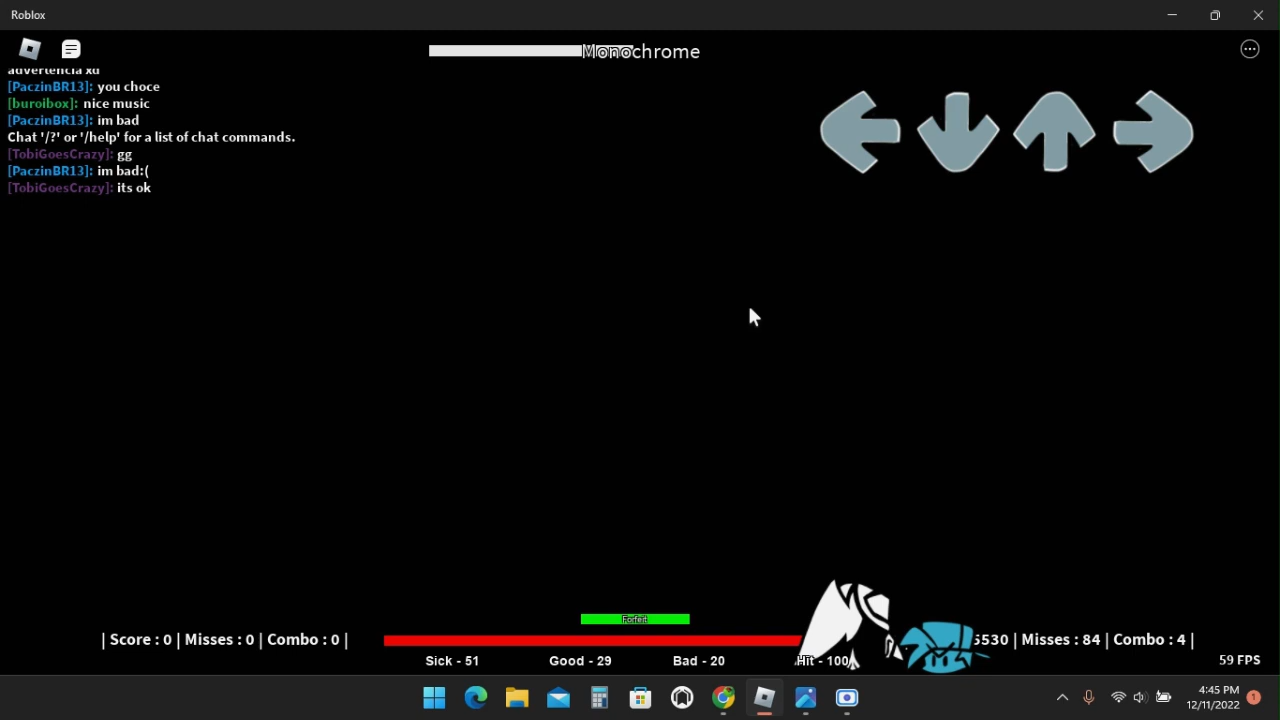 Roblox
Monochrome
advertencia xd
[PaczinBR13]: you choce
[buroibox]: nice music
[PaczinBR13]: im bad
Chat '/?' or '/help' for a list of chat commands.
[TobiGoesCrazy]: gg
[PaczinBR13]: im bad:(
[TobiGoesCrazy]: its ok
Forfeit
| Score : 0 | Misses : 0 | Combo : 0 |
5530 | Misses : 84 | Combo : 4 |
Sick - 51
Good - 29
Bad - 20
Hit - 100
59 FPS
4:45 PM
12/11/2022
1